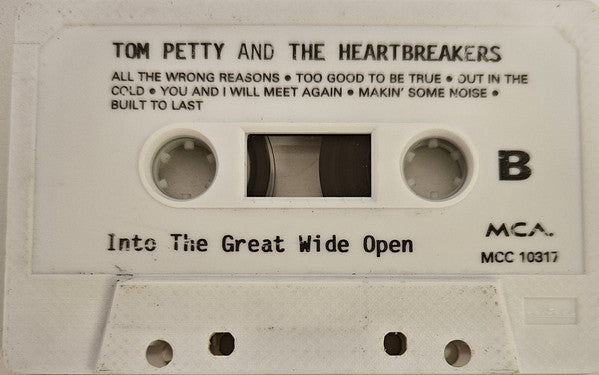 TOM PETTY AND THE HEARTBREAKERS
ALL THE WRONG REASONS • TOO GOOD TO BE TRUE • OUT IN THE
COLD • YOU AND I WILL MEET AGAIN • MAKIN' SOME NOISE •
BUILT TO LAST
B
Into The Great Wide Open
MCA.
MCC 10317